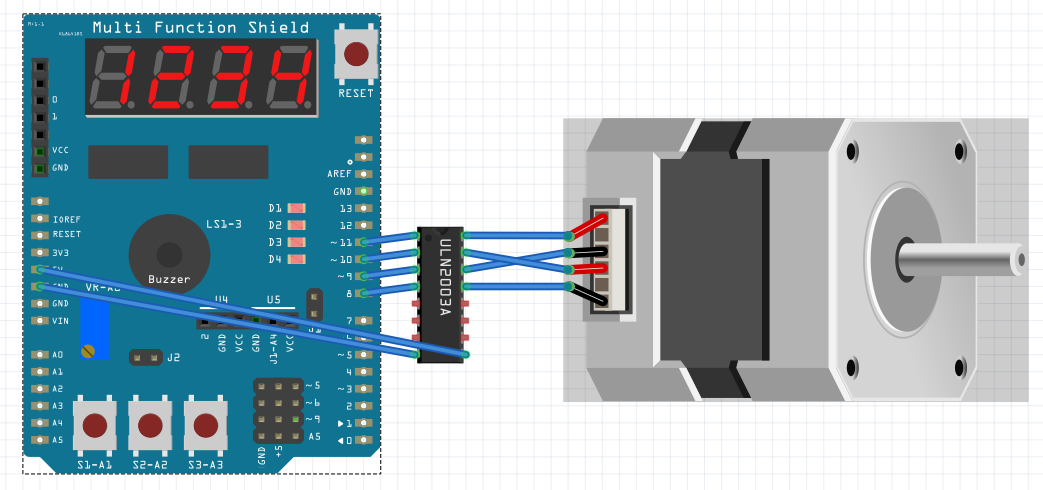 Multi Function Shield
1234
RESET
0
1
VCC
GND
AREF
GND
13
12
~11
~10
~9
8
7
~5
4
~3
2
1
0
IOREF
RESET
3V3
5V
GND
GND
VIN
A0
A1
A2
A3
A4
A5
D1
D2
D3
D4
LS1-3
Buzzer
U4
U5
2
GND
VCC
GND
J1-A4
VCC
J2
~5
~6
~9
A5
GND
+5
S1-A1
S2-A2
S3-A3
ULN2003A